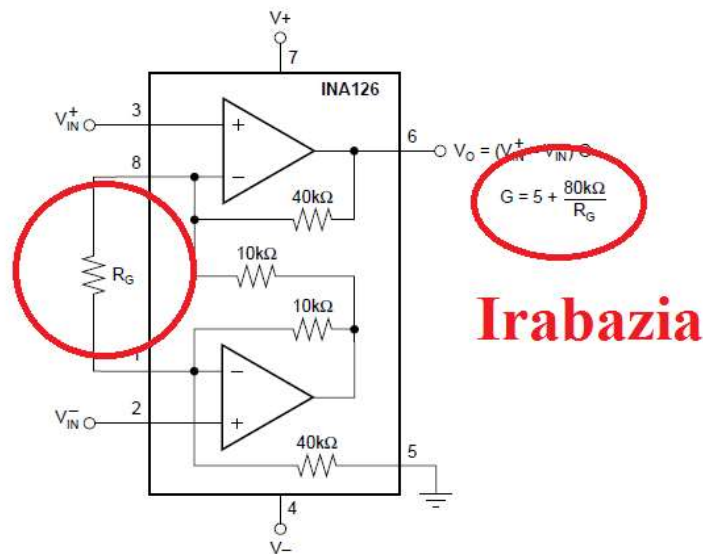 V+
7
INA126
V+IN
3
6
VO = (V+IN – V–IN) G
8
40kΩ
G = 5 + 80kΩ / RG
10kΩ
RG
Irabazia
10kΩ
1
V–IN
2
40kΩ
5
4
V–